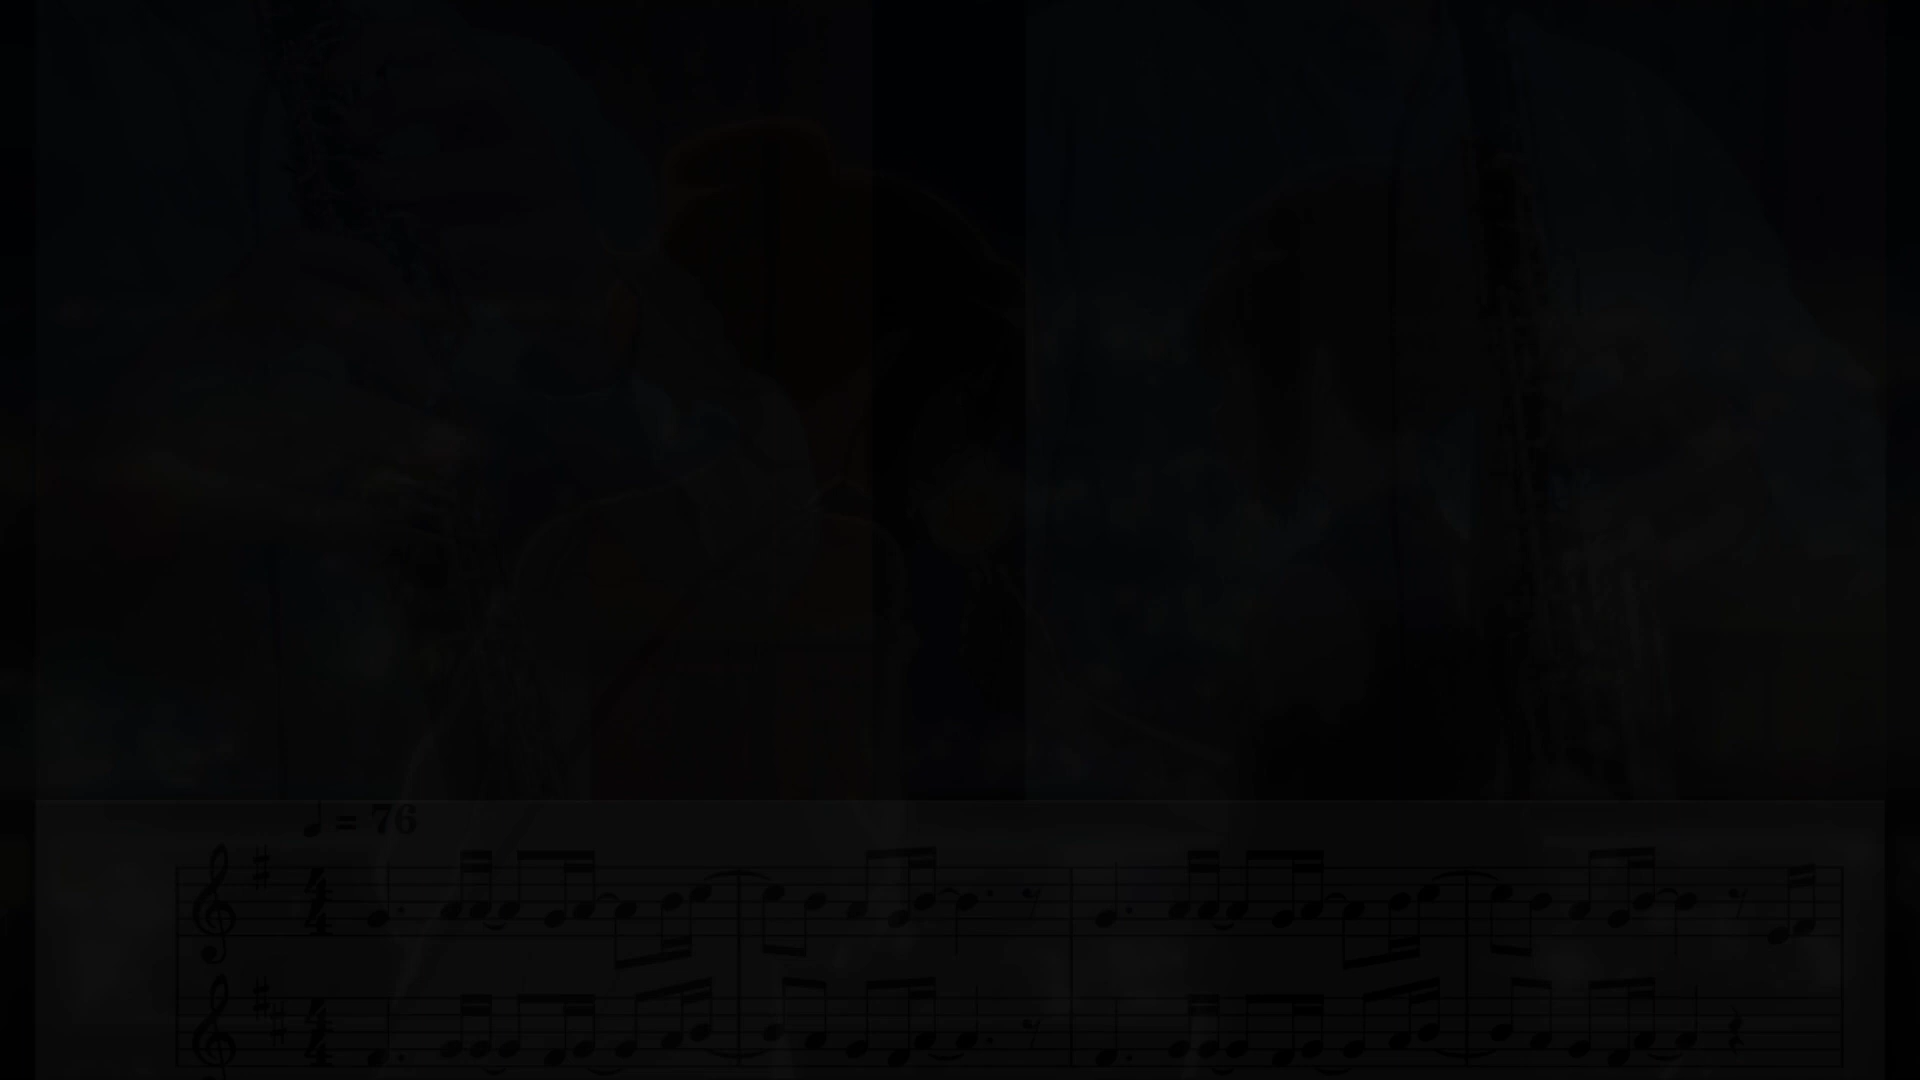 ♩ = 76